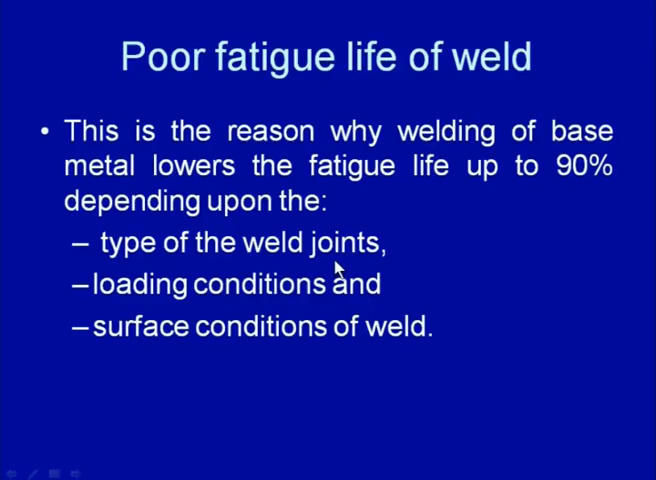 Poor fatigue life of weld
• This is the reason why welding of base
metal lowers the fatigue life up to 90%
depending upon the:
– type of the weld joints,
–loading conditions and
–surface conditions of weld.